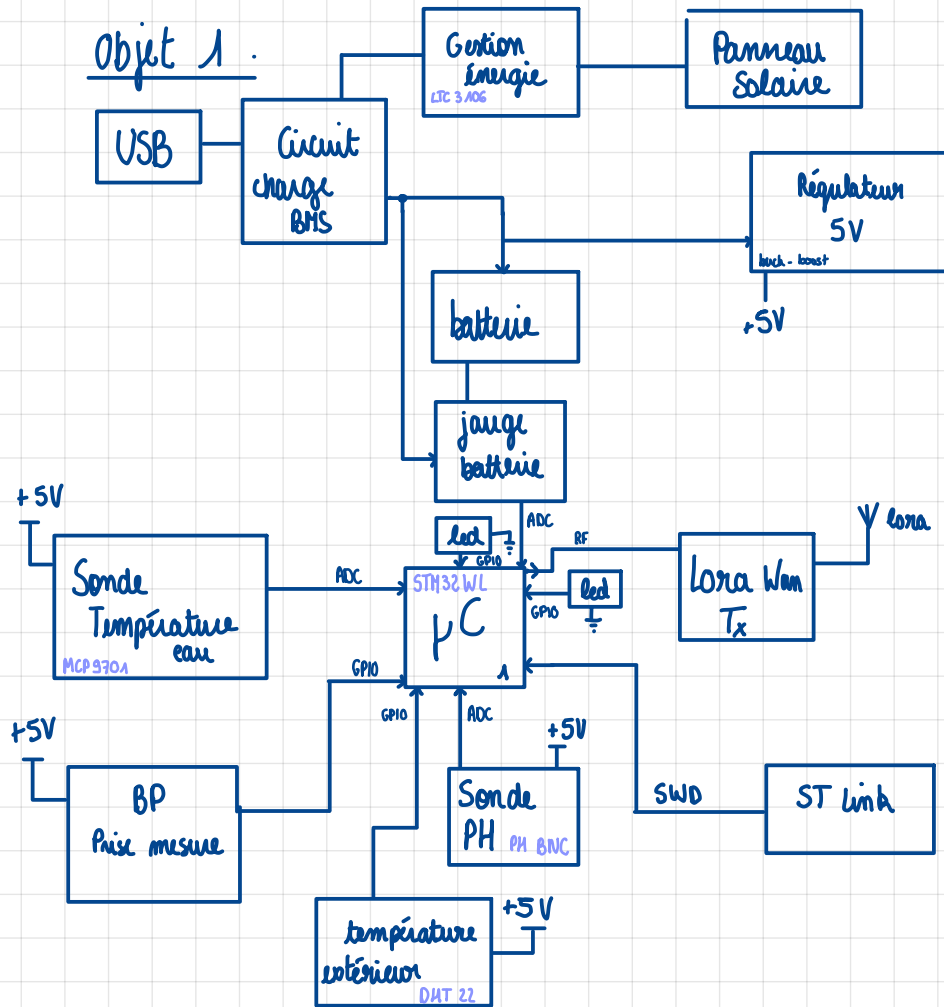 Objet 1.
Gestion
énergie
LTC 3106
Panneau
Solaire
USB
Circuit
charge
BMS
Régulateur
5V
buck-boost
+5V
batterie
jauge
batterie
+5V
led
GPIO
ADC
RF
lora
Sonde
Température
eau
MCP9701
ADC
STM32WL
µC
1
GPIO
led
Lora Wan
Tx
GPIO
GPIO
ADC
+5V
BP
Prise mesure
+5V
Sonde
PH
PH BNC
SWD
ST Link
température
extérieur
DHT 22
+5V